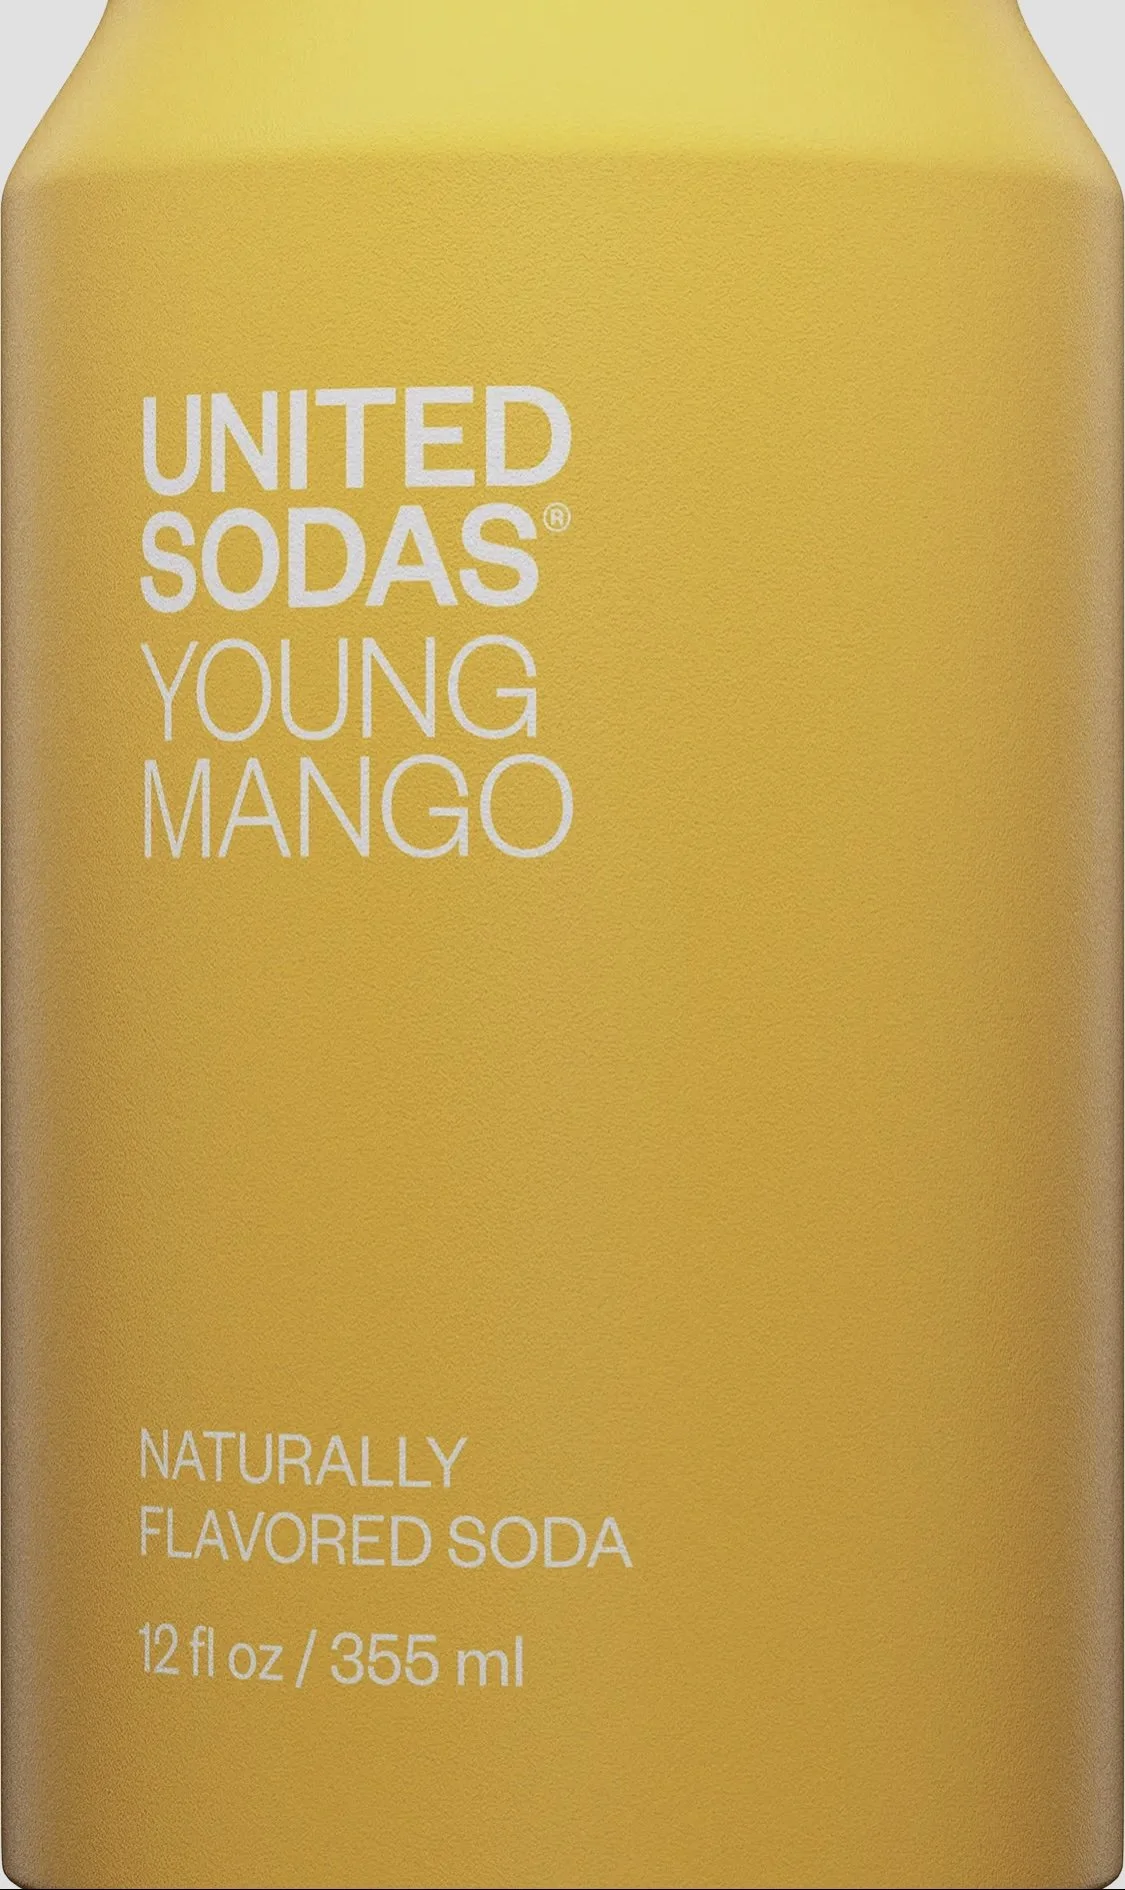 UNITED
SODAS®
YOUNG
MANGO
NATURALLY
FLAVORED SODA
12 fl oz / 355 ml